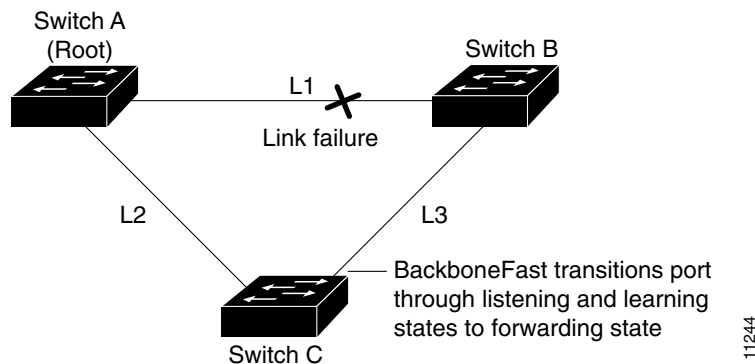 Switch A
(Root)
Switch B
L1
Link failure
L2
L3
BackboneFast transitions port
through listening and learning
states to forwarding state
Switch C
11244